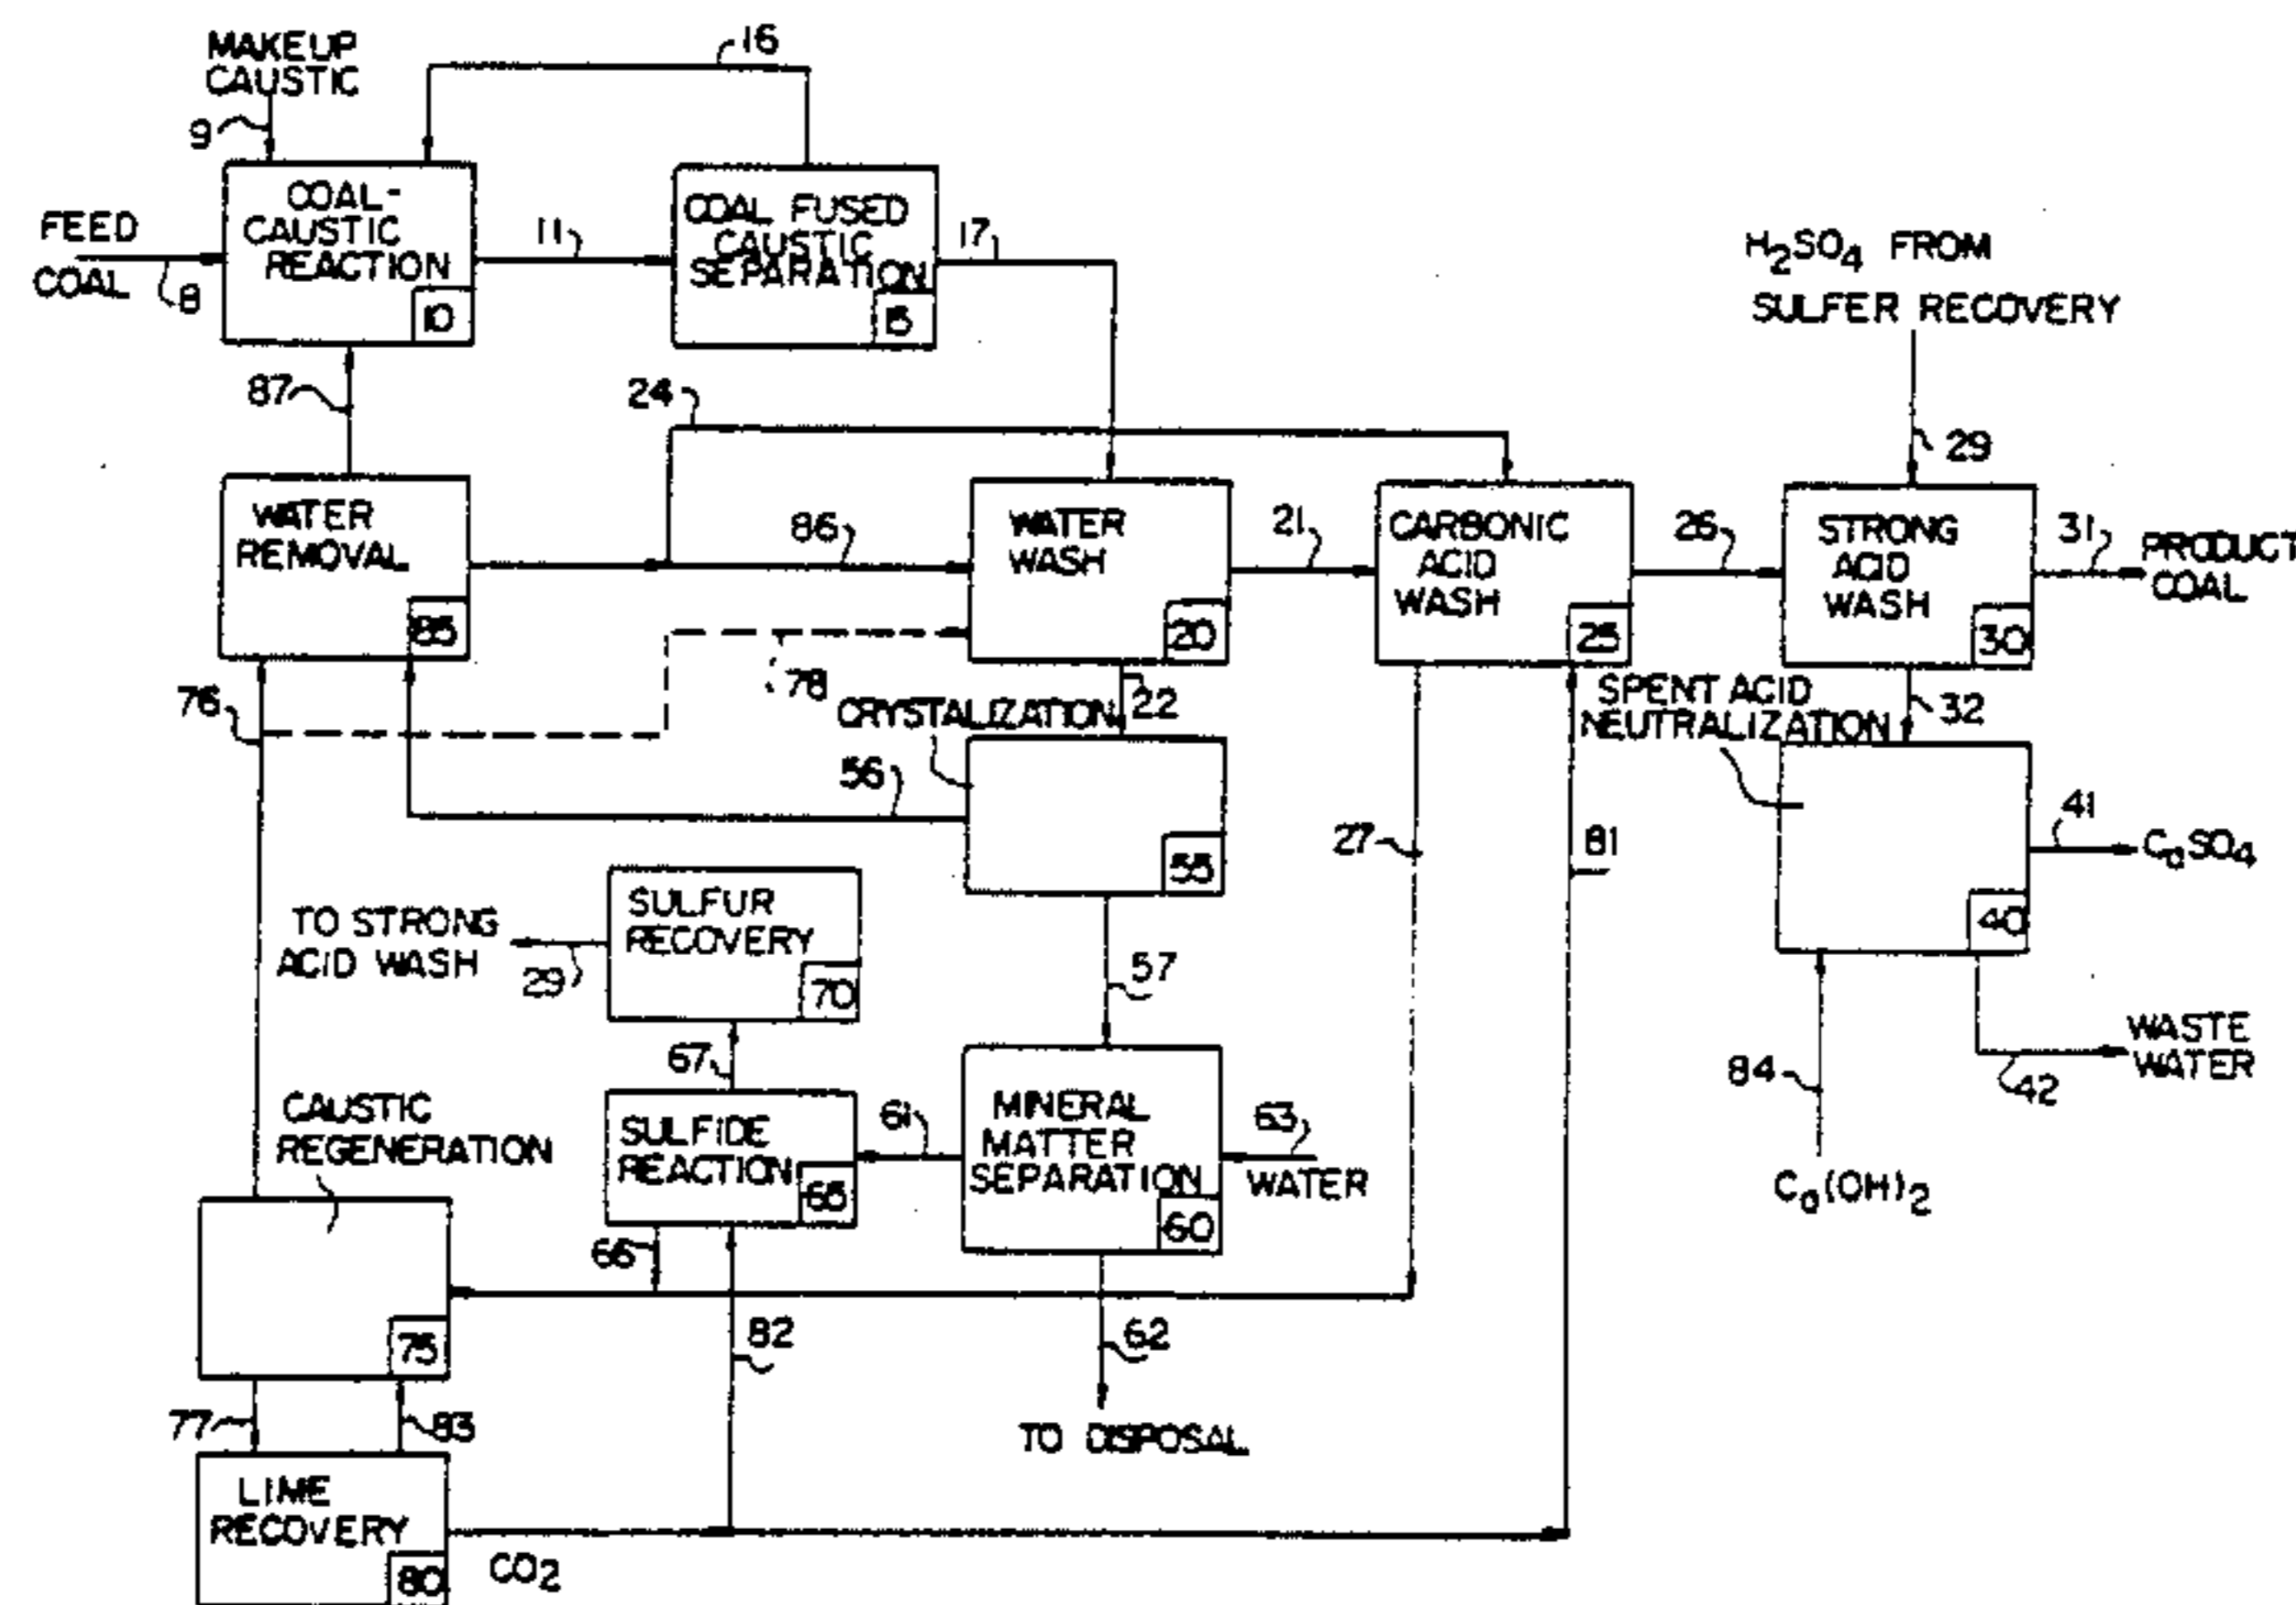 MAKEUP
CAUSTIC
16
9
COAL-
CAUSTIC
REACTION
10
FEED
COAL
8
11
COAL FUSED
CAUSTIC
SEPARATION
15
17
H2SO4 FROM
SULFER RECOVERY
29
87
24
WATER
REMOVAL
85
86
WATER
WASH
20
21
CARBONIC
ACID
WASH
25
26
STRONG
ACID
WASH
30
31
PRODUCT
COAL
76
78
CRYSTALIZATION
22
SPENT ACID
NEUTRALIZATION
32
56
55
27
81
41
CaSO4
40
SULFUR
RECOVERY
70
TO STRONG
ACID WASH
29
57
84
WASTE
WATER
42
67
CAUSTIC
REGENERATION
SULFIDE
REACTION
65
61
MINERAL
MATTER
SEPARATION
60
63
WATER
Ca(OH)2
66
75
82
62
77
83
TO DISPOSAL
LIME
RECOVERY
80
CO2